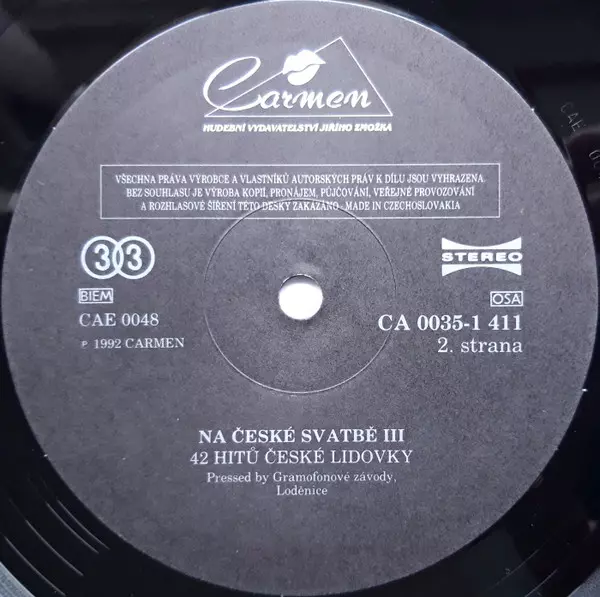 Carmen
HUDEBNÍ VYDAVATELSTVÍ JIŘÍHO ZMOŽKA
VŠECHNA PRÁVA VÝROBCE A VLASTNÍKŮ AUTORSKÝCH PRÁV K DÍLU JSOU VYHRAZENA.
BEZ SOUHLASU JE VÝROBA KOPIÍ, PRONÁJEM, PŮJČOVÁNÍ, VEŘEJNÉ PROVOZOVÁNÍ
A ROZHLASOVÉ ŠÍŘENÍ TÉTO DESKY ZAKÁZÁNO. MADE IN CZECHOSLOVAKIA
33
STEREO
BIEM
OSA
CAE 0048
CA 0035-1 411
℗ 1992 CARMEN
2. strana
NA ČESKÉ SVATBĚ III
42 HITŮ ČESKÉ LIDOVKY
Pressed by Gramofonové závody,
Loděnice
CAE